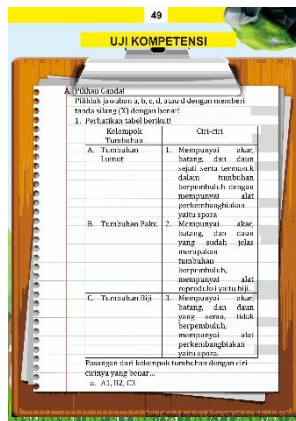 49
UJI KOMPETENSI
A. Pilihan Ganda!
Pilihlah jawaban a, b, c, d, atau d dengan memberi
tanda silang (X) dengan benar!
1. Perhatikan tabel berikut!
Kelompok Tumbuhan
Ciri-ciri
A. Tumbuhan Lumut
1. Mempunyai akar,
batang, dan daun
sejati serta termasuk
dalam tumbuhan
berpembuluh dengan
mempunyai alat
perkembangbiakan
yaitu spora
B. Tumbuhan Paku
2. Mempunyai akar,
batang, dan daun
yang sudah jelas
merupakan
tumbuhan
berpembuluh,
mempunyai alat
reproduksi yaitu biji.
C. Tumbuhan Biji
3. Mempunyai akar,
batang, dan daun
yang semu, tidak
berpembuluh,
mempunyai alat
perkembangbiakan
yaitu spora.
Pasangan dari kelompok tumbuhan dengan ciri
cirinya yang benar...
a. A1, B2, C3